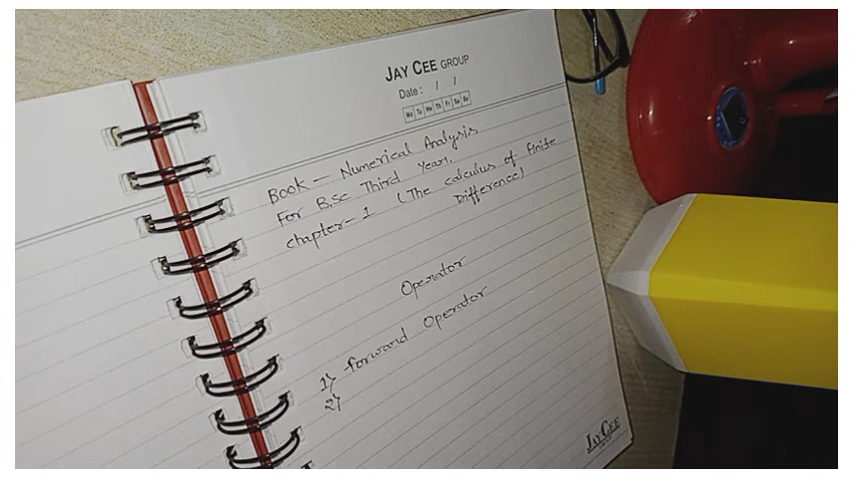 JAY CEE GROUP
Date : / /
Mo Tu We Th Fr Sa Su
Book - Numerical Analysis
For B.Sc Third Year.
chapter - 1 (The calculus of finite
Difference)
Operator
1) forward Operator
2)
JAY CEE